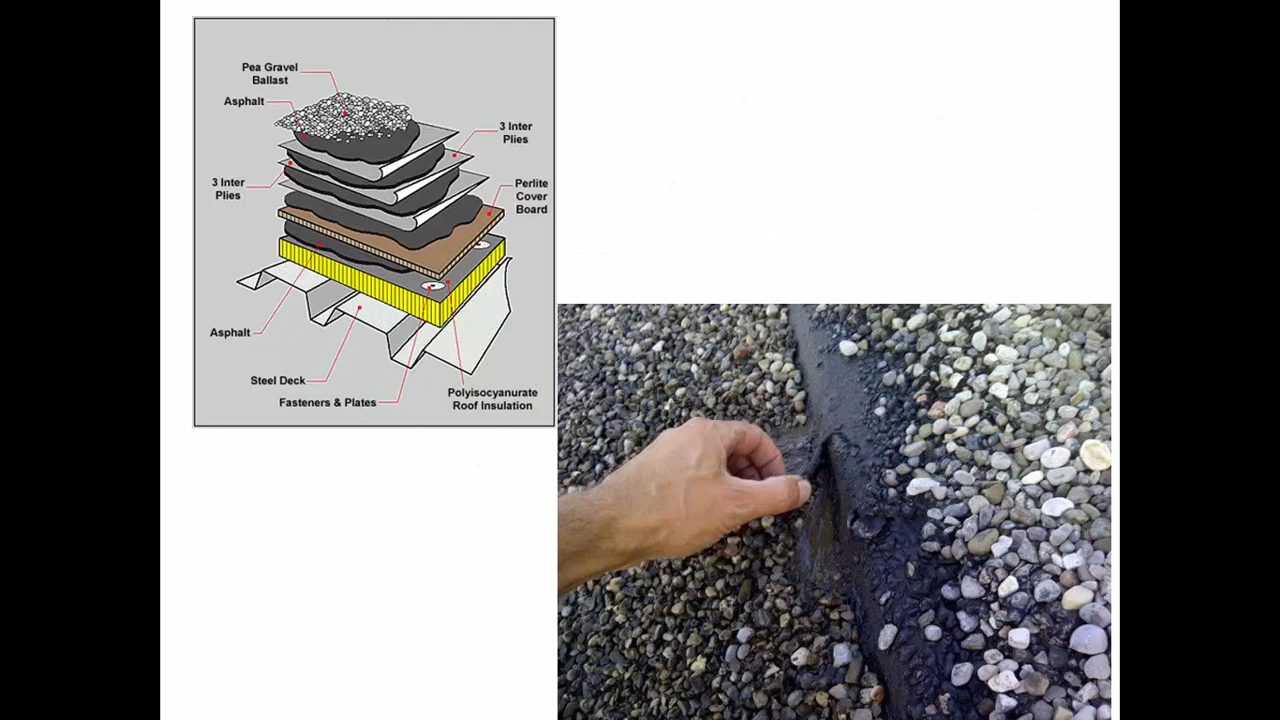 Pea Gravel
Ballast
Asphalt
3 Inter
Plies
3 Inter
Plies
Perlite
Cover
Board
Asphalt
Steel Deck
Fasteners & Plates
Polyisocyanurate
Roof Insulation